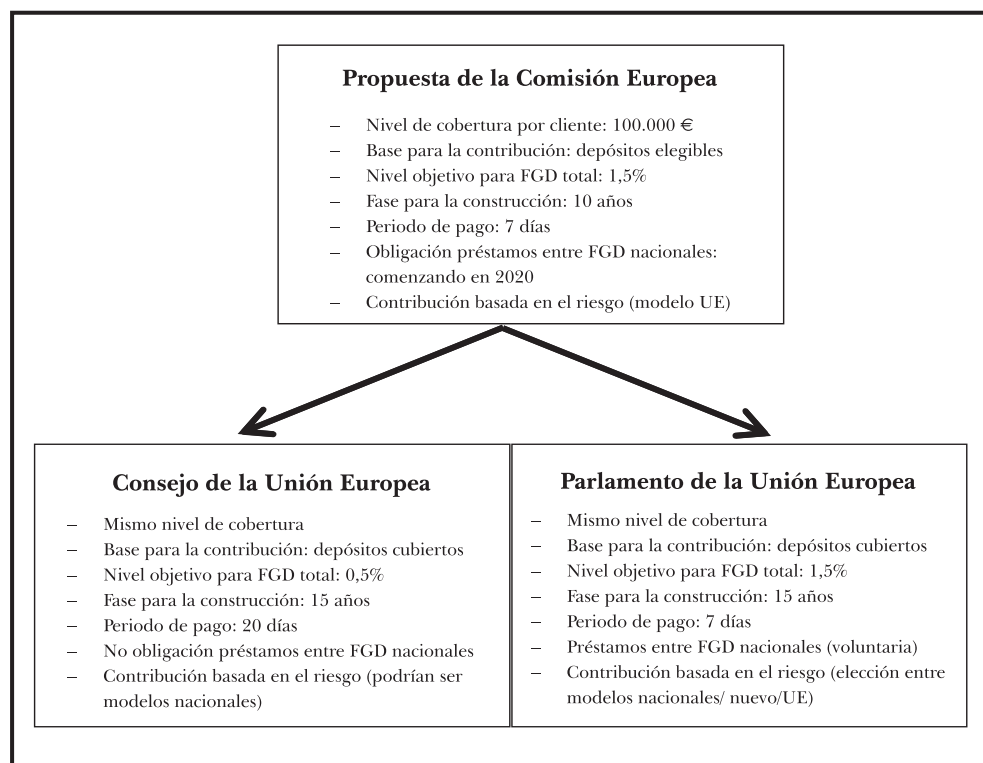 Propuesta de la Comisión Europea
– Nivel de cobertura por cliente: 100.000 €
– Base para la contribución: depósitos elegibles
– Nivel objetivo para FGD total: 1,5%
– Fase para la construcción: 10 años
– Periodo de pago: 7 días
– Obligación préstamos entre FGD nacionales:
comenzando en 2020
– Contribución basada en el riesgo (modelo UE)
Consejo de la Unión Europea
– Mismo nivel de cobertura
– Base para la contribución: depósitos cubiertos
– Nivel objetivo para FGD total: 0,5%
– Fase para la construcción: 15 años
– Periodo de pago: 20 días
– No obligación préstamos entre FGD nacionales
– Contribución basada en el riesgo (podrían ser
modelos nacionales)
Parlamento de la Unión Europea
– Mismo nivel de cobertura
– Base para la contribución: depósitos cubiertos
– Nivel objetivo para FGD total: 1,5%
– Fase para la construcción: 15 años
– Periodo de pago: 7 días
– Préstamos entre FGD nacionales (voluntaria)
– Contribución basada en el riesgo (elección entre
modelos nacionales/ nuevo/UE)